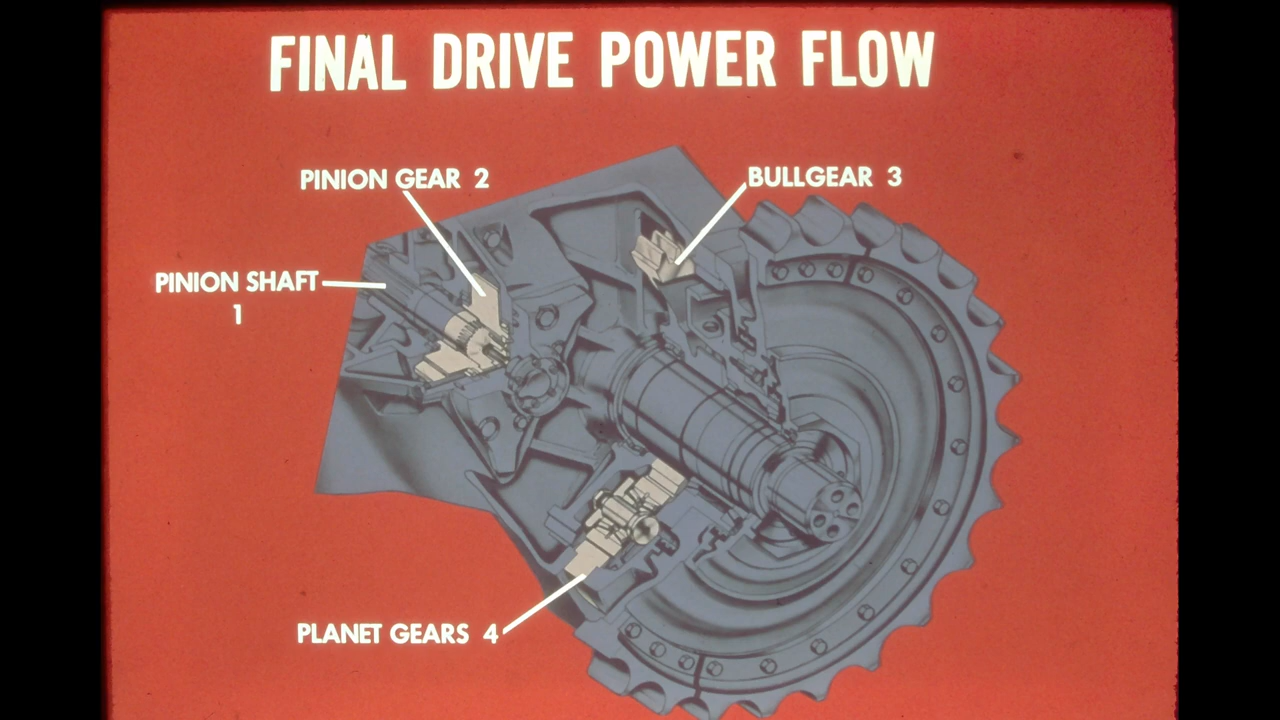 FINAL DRIVE POWER FLOW
PINION GEAR 2
BULLGEAR 3
PINION SHAFT
1
PLANET GEARS 4